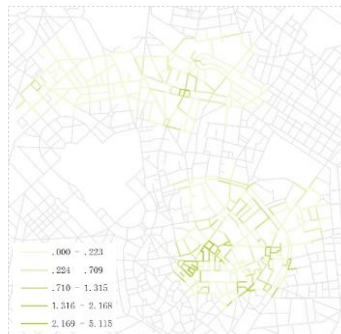 .000 - .223
.224 .709
.710 - 1.315
1.316 - 2.168
2.169 - 5.115